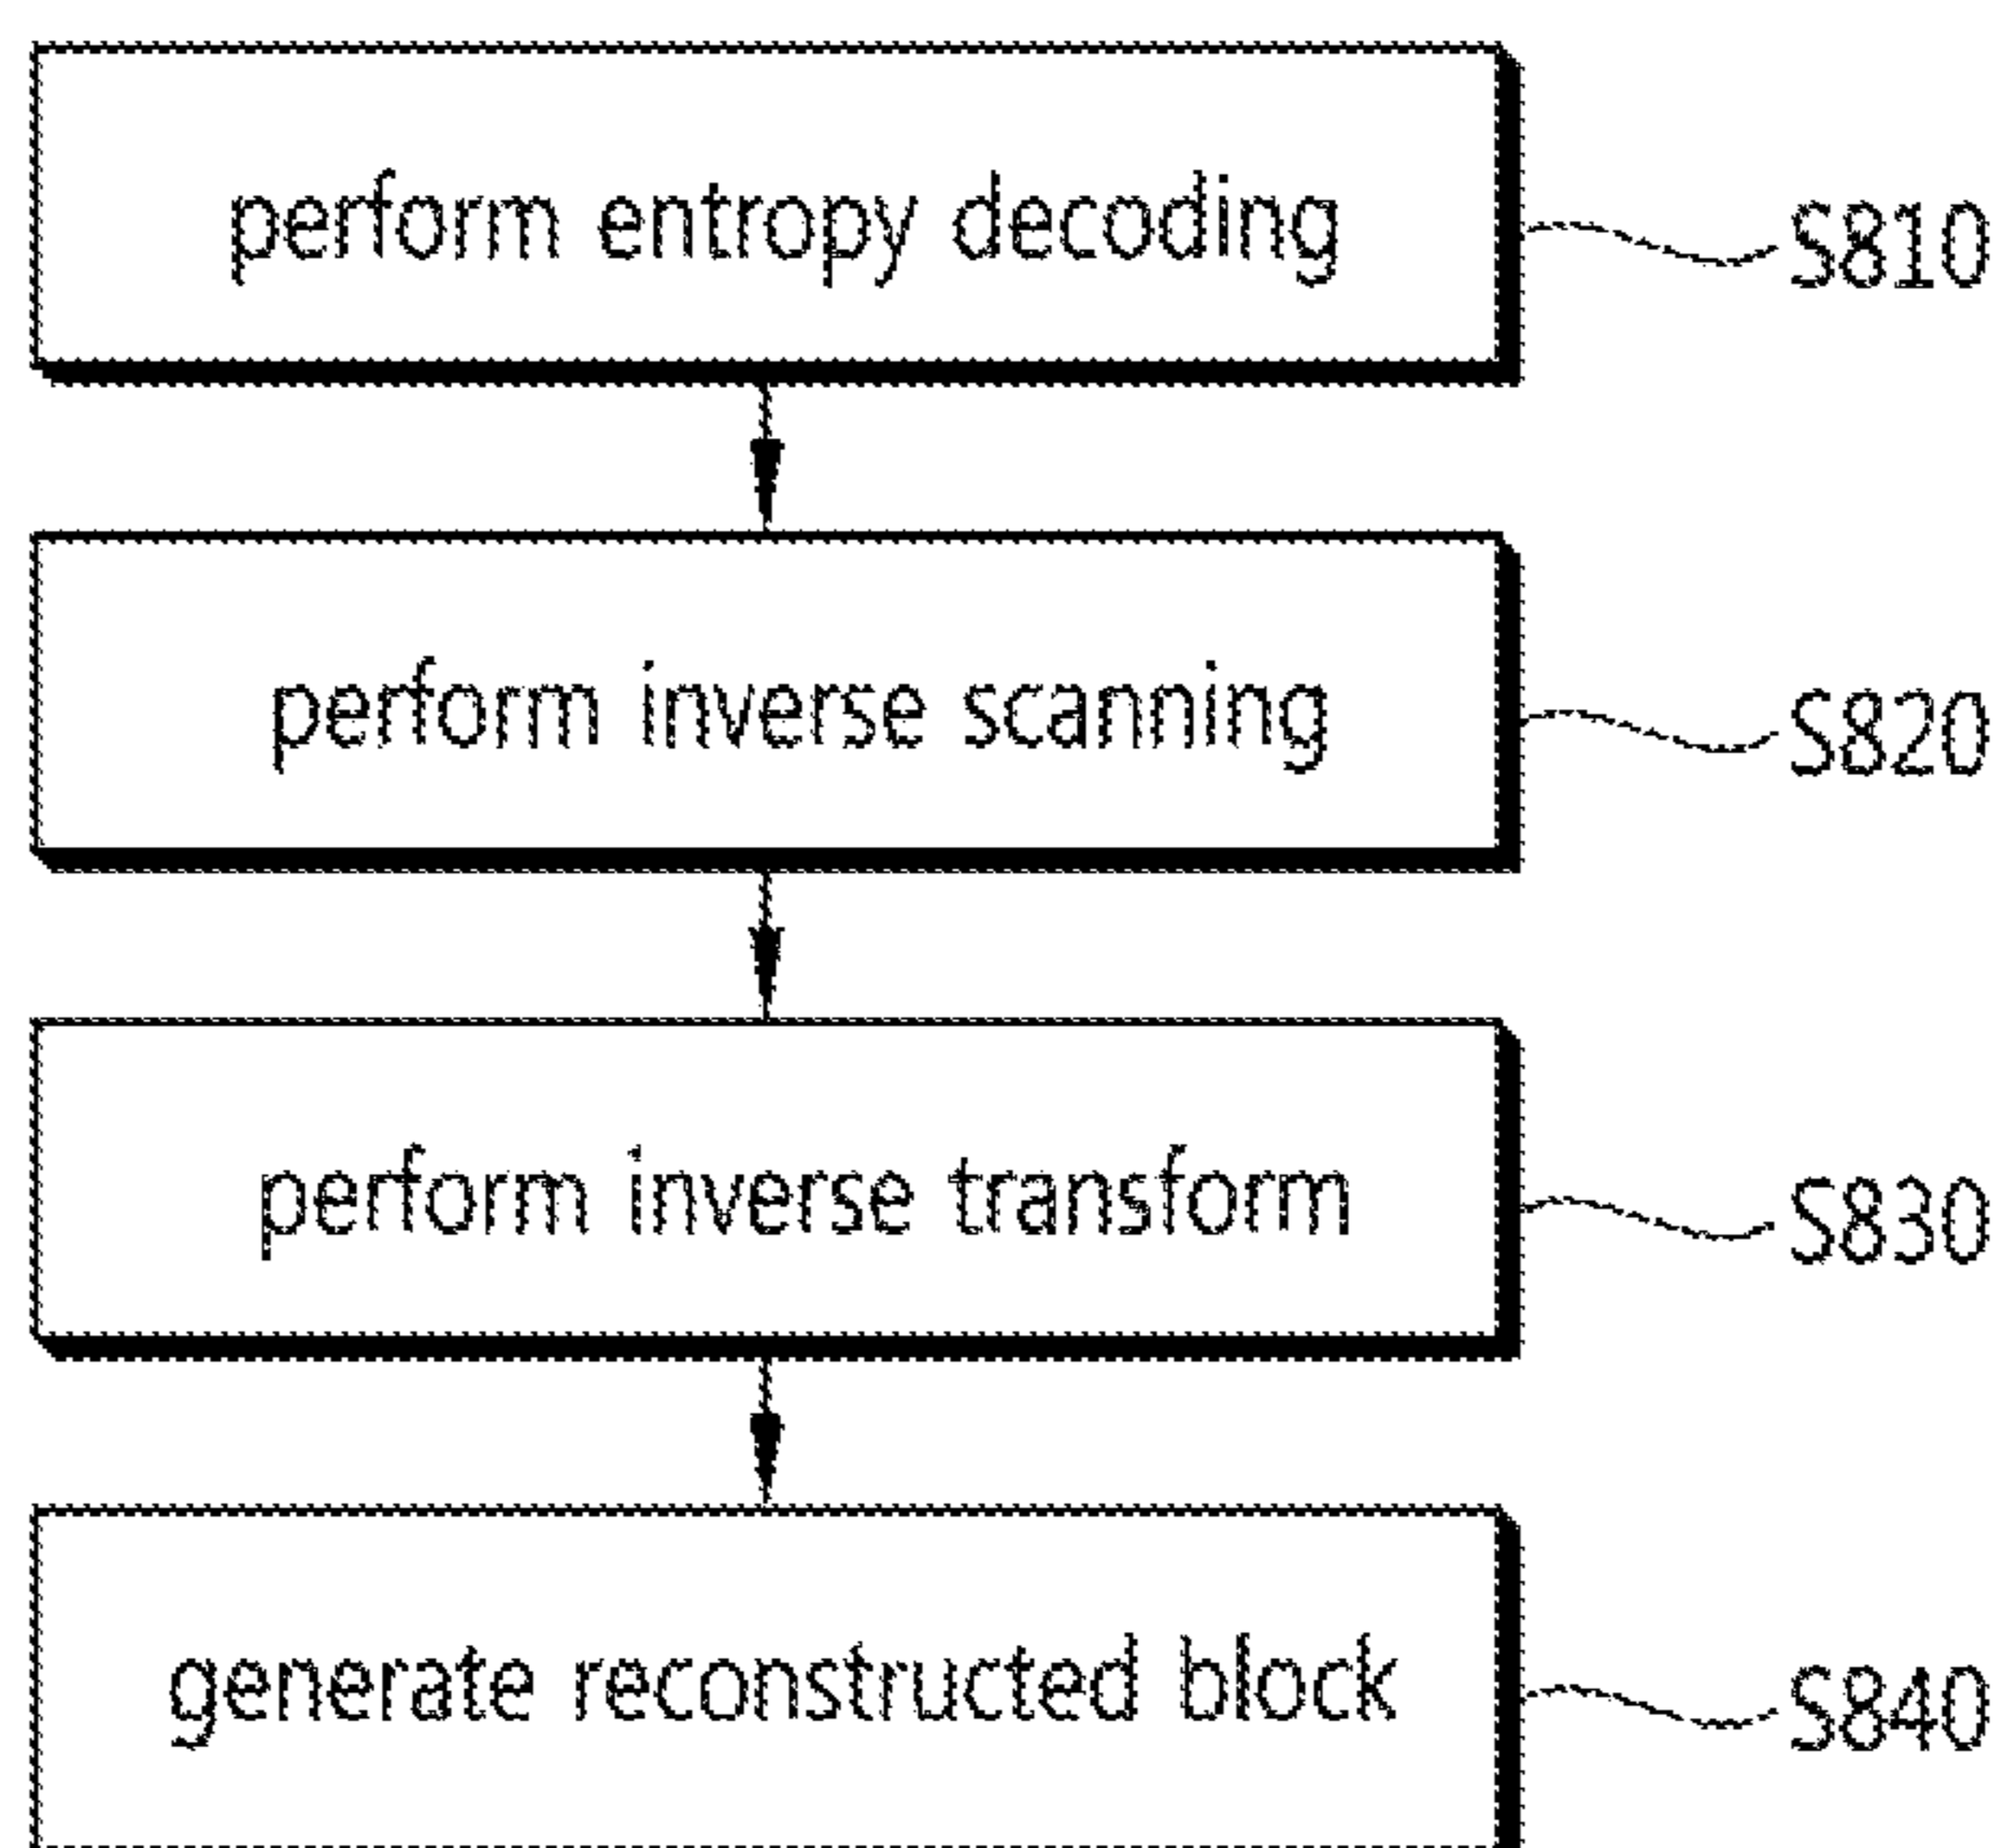 perform entropy decoding S810
perform inverse scanning S820
perform inverse transform S830
generate reconstructed block S840